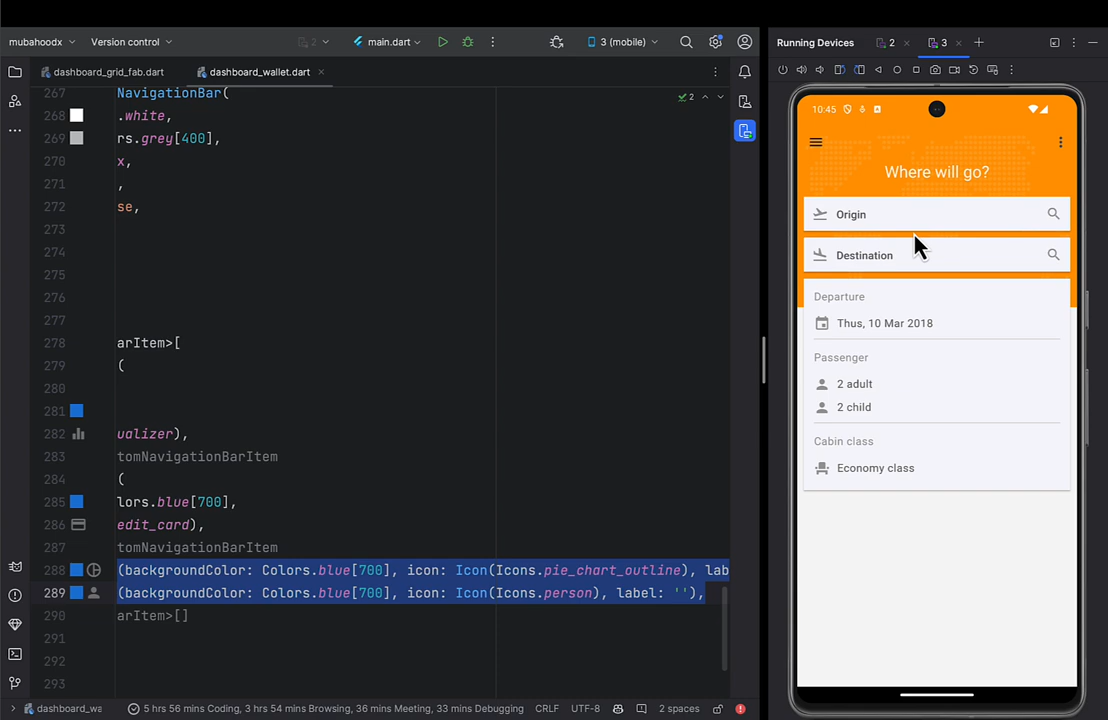 mubahoodx Version control 2 main.dart 3 (mobile) Running Devices 2 3
dashboard_grid_fab.dart dashboard_wallet.dart
2
267 NavigationBar(
268 .white,
269 rs.grey[400],
270 x,
271 ,
272 se,
273
274
275
276
277
278 arItem>[
279 (
280
281
282 ualizer),
283 tomNavigationBarItem
284 (
285 lors.blue[700],
286 edit_card),
287 tomNavigationBarItem
288 (backgroundColor: Colors.blue[700], icon: Icon(Icons.pie_chart_outline), lab
289 (backgroundColor: Colors.blue[700], icon: Icon(Icons.person), label: ''),
290 arItem>[]
291
292
293
dashboard_wa 5 hrs 56 mins Coding, 3 hrs 54 mins Browsing, 36 mins Meeting, 33 mins Debugging CRLF UTF-8 2 spaces
10:45
Where will go?
Origin
Destination
Departure
Thus, 10 Mar 2018
Passenger
2 adult
2 child
Cabin class
Economy class